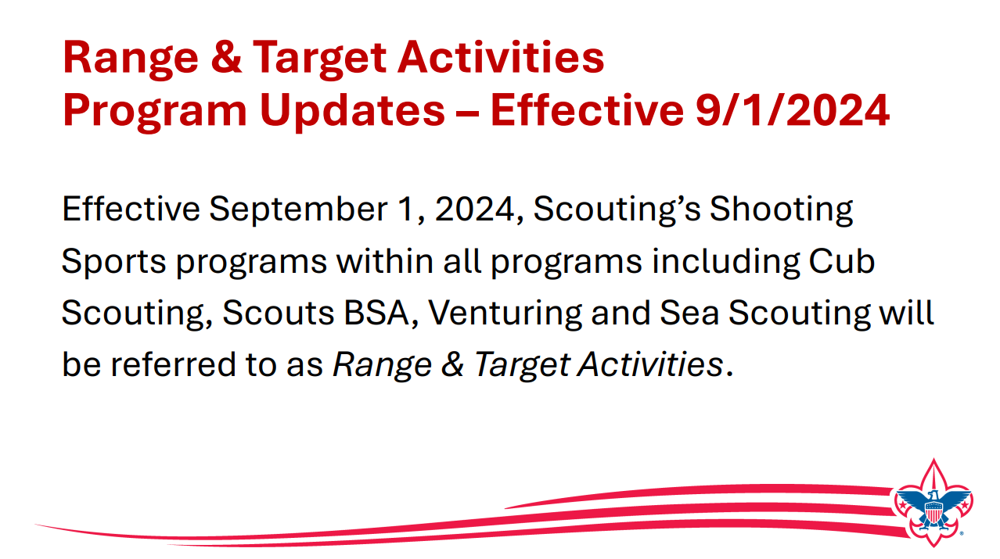 Range & Target Activities
Program Updates – Effective 9/1/2024
Effective September 1, 2024, Scouting’s Shooting
Sports programs within all programs including Cub
Scouting, Scouts BSA, Venturing and Sea Scouting will
be referred to as Range & Target Activities.
®